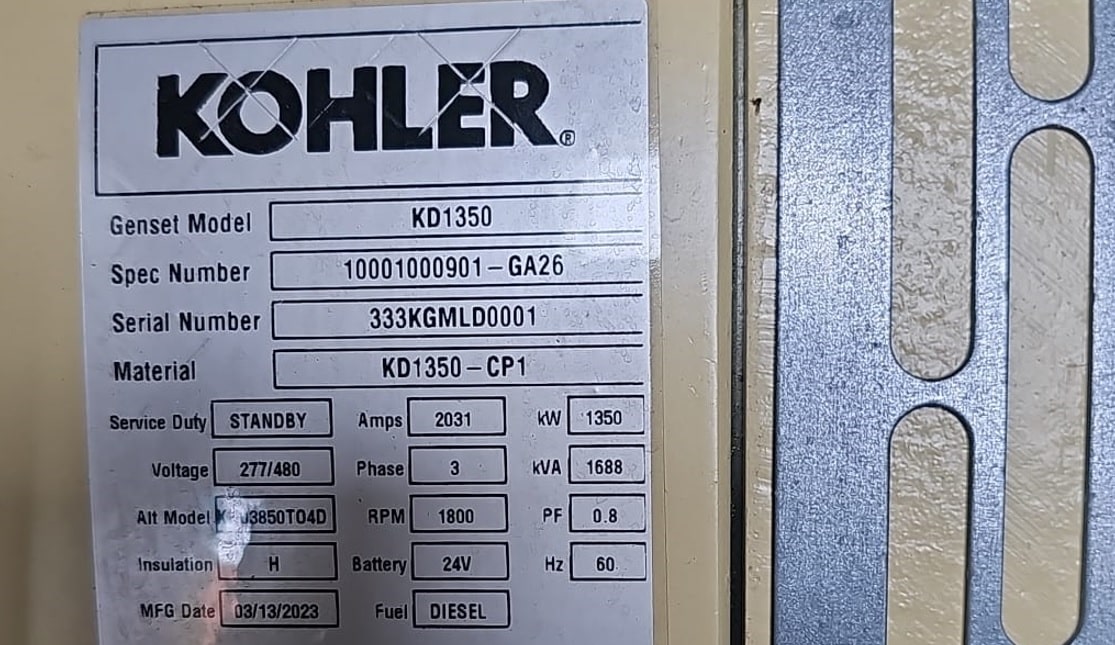 KOHLER®
Genset Model KD1350
Spec Number 10001000901-GA26
Serial Number 333KGMLD0001
Material KD1350-CP1
Service Duty STANDBY Amps 2031 kW 1350
Voltage 277/480 Phase 3 kVA 1688
Alt Model RPM 1800 PF 0.8
Insulation H Battery 24V Hz 60
MFG Date 03/13/2023 Fuel DIESEL